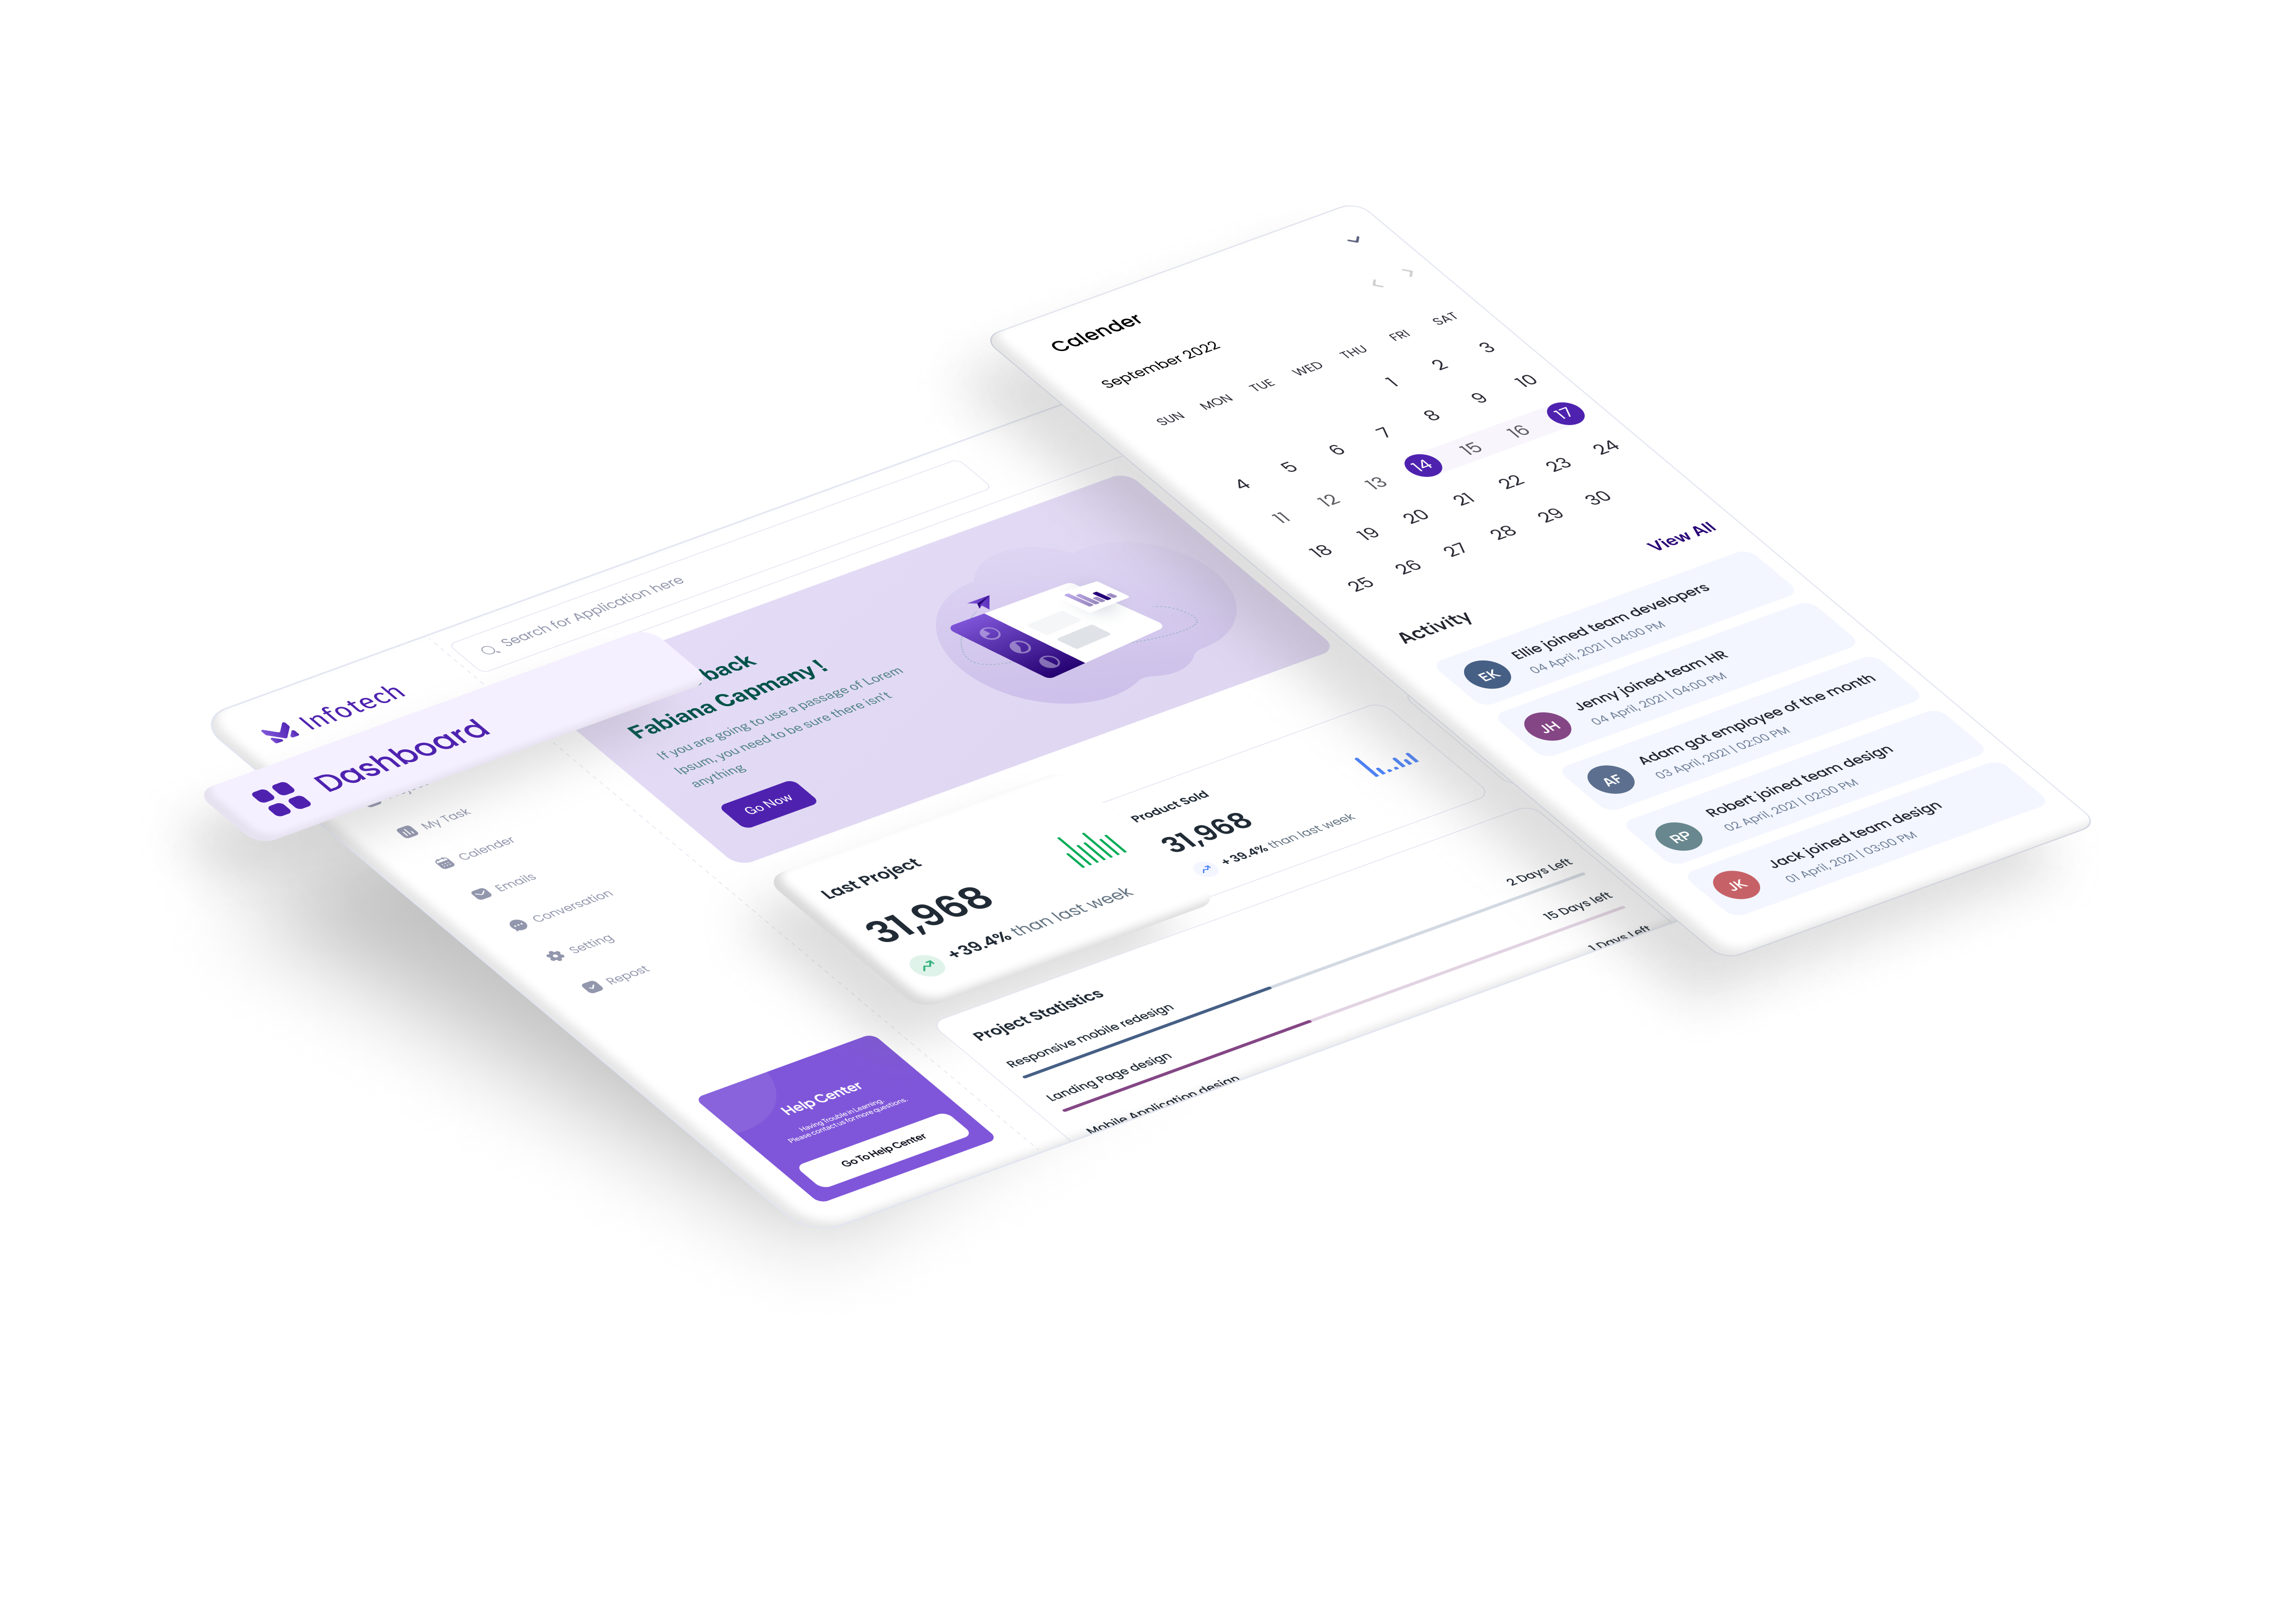 Infotech
Dashboard
My Task
Calender
Emails
Conversation
Setting
Repost
Help Center
Having Trouble in Learning.
Please contact us for more questions.
Go To Help Center
Search for Application here
back
Fabiana Capmany !
If you are going to use a passage of Lorem
Ipsum, you need to be sure there isn't
anything
Go Now
Last Project
31,968
+39.4% than last week
Product Sold
31,968
+39.4% than last week
Project Statistics
Responsive mobile redesign
2 Days Left
Landing Page design
15 Days left
Mobile Application design
1 Days Left
Calender
September 2022
SUN MON TUE WED THU FRI SAT
1 2 3
4 5 6 7 8 9 10
11 12 13 14 15 16 17
18 19 20 21 22 23 24
25 26 27 28 29 30
View All
Activity
EK
Ellie joined team developers
04 April, 2021 | 04:00 PM
JH
Jenny joined team HR
04 April, 2021 | 04:00 PM
AF
Adam got employee of the month
03 April, 2021 | 02:00 PM
RP
Robert joined team design
02 April, 2021 | 02:00 PM
JK
Jack joined team design
01 April, 2021 | 03:00 PM